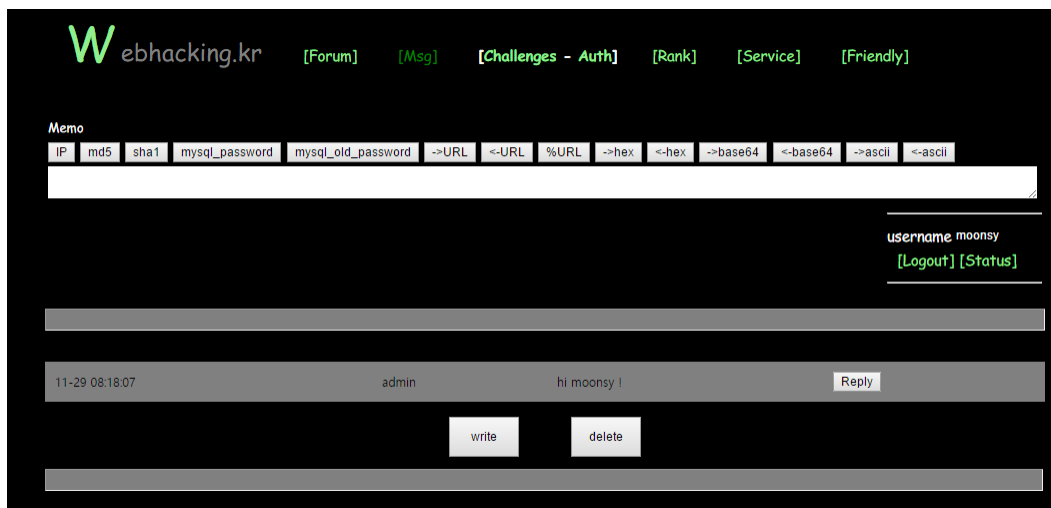 Webhacking.kr [Forum] [Msg] [Challenges - Auth] [Rank] [Service] [Friendly]
Memo
IP md5 sha1 mysql_password mysql_old_password ->URL <-URL %URL ->hex <-hex ->base64 <-base64 ->ascii <-ascii
username moonsy
[Logout] [Status]
11-29 08:18:07 admin hi moonsy ! Reply
write delete